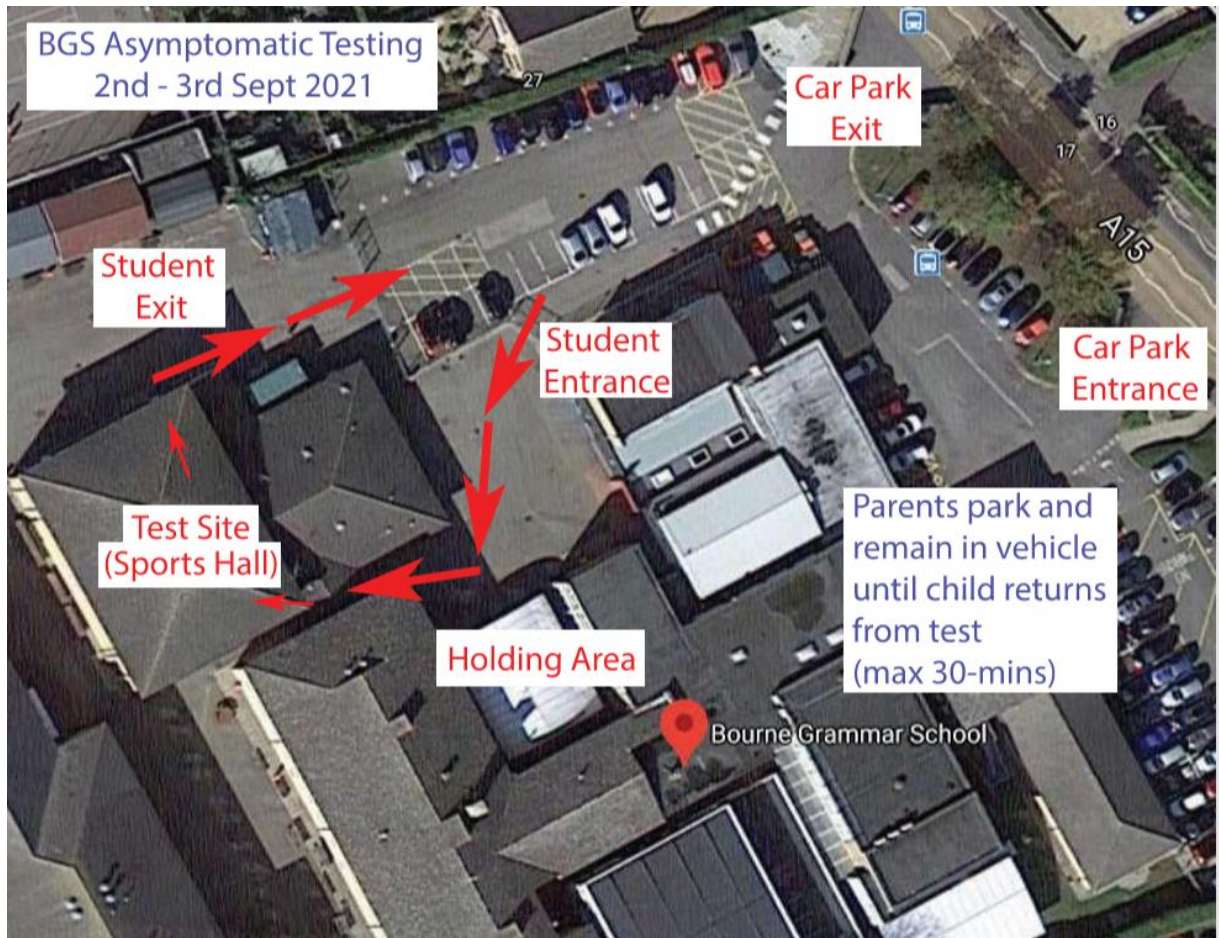 BGS Asymptomatic Testing
2nd - 3rd Sept 2021
27
Car Park
Exit
16
17
A15
Student
Exit
Student
Entrance
Car Park
Entrance
Test Site
(Sports Hall)
Parents park and
remain in vehicle
until child returns
from test
(max 30-mins)
Holding Area
Bourne Grammar School